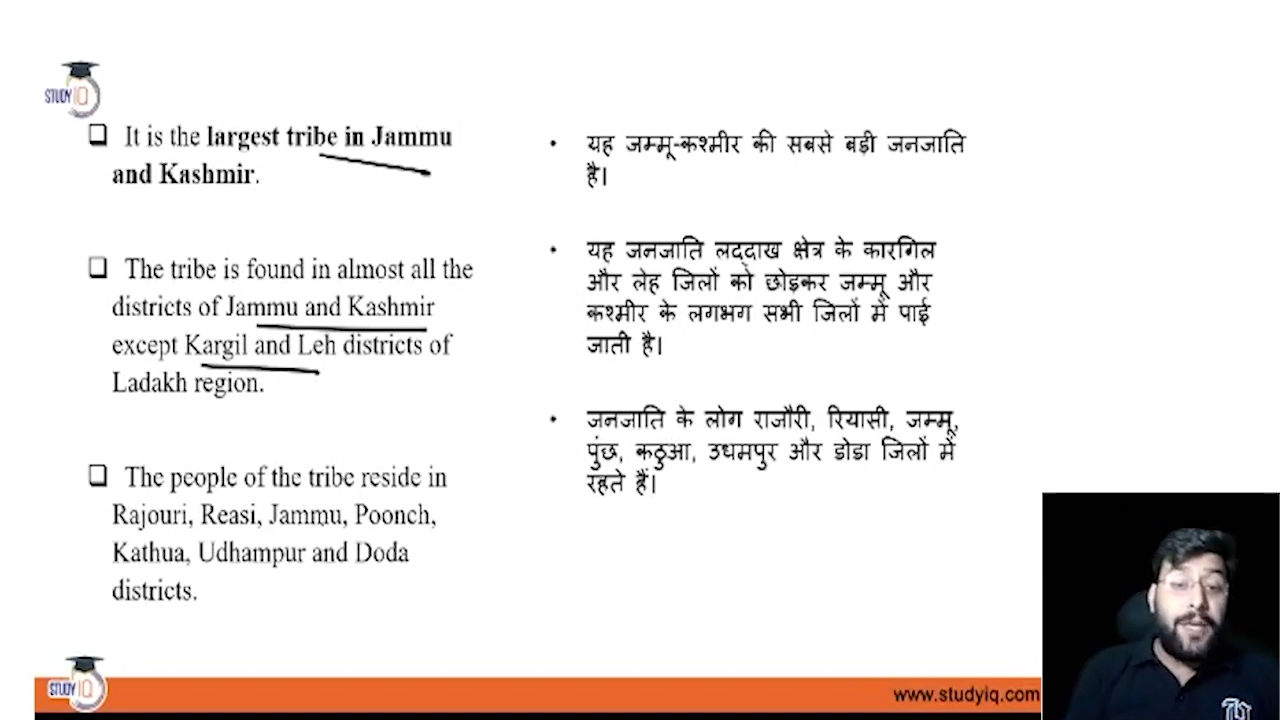 STUDY IQ
❑ It is the largest tribe in Jammu
and Kashmir.
❑ The tribe is found in almost all the
districts of Jammu and Kashmir
except Kargil and Leh districts of
Ladakh region.
❑ The people of the tribe reside in
Rajouri, Reasi, Jammu, Poonch,
Kathua, Udhampur and Doda
districts.
• यह जम्मू-कश्मीर की सबसे बड़ी जनजाति
है।
• यह जनजाति लद्दाख क्षेत्र के कारगिल
और लेह जिलों को छोड़कर जम्मू और
कश्मीर के लगभग सभी जिलों में पाई
जाती है।
• जनजाति के लोग राजौरी, रियासी, जम्मू,
पुंछ, कठुआ, उधमपुर और डोडा जिलों में
रहते हैं।
STUDY IQ
www.studyiq.com